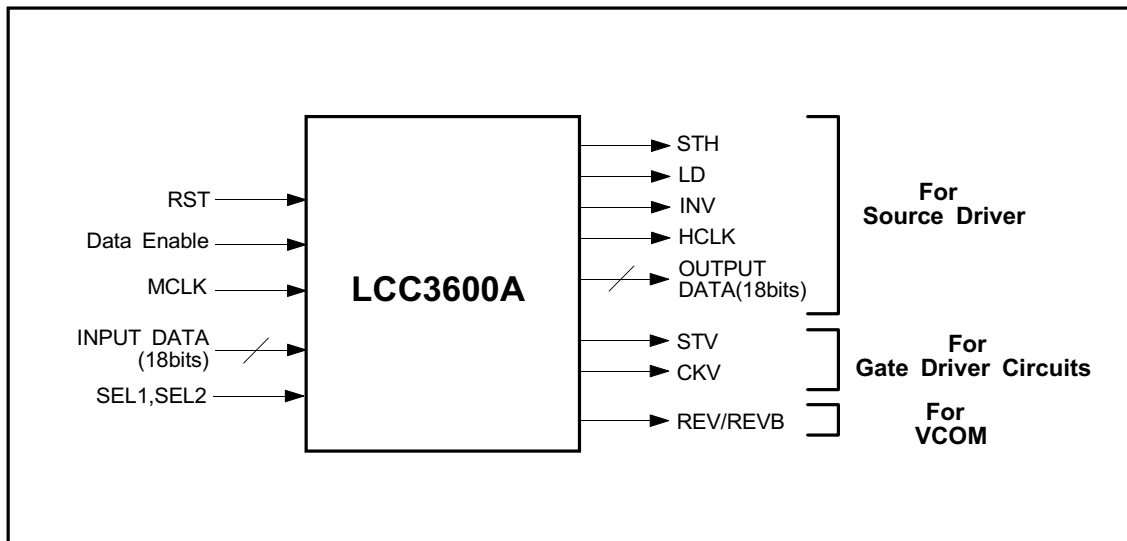 RST
Data Enable
MCLK
INPUT DATA
(18bits)
SEL1,SEL2
LCC3600A
STH
LD
INV
HCLK
OUTPUT
DATA(18bits)
STV
CKV
REV/REVB
For
Source Driver
For
Gate Driver Circuits
For
VCOM